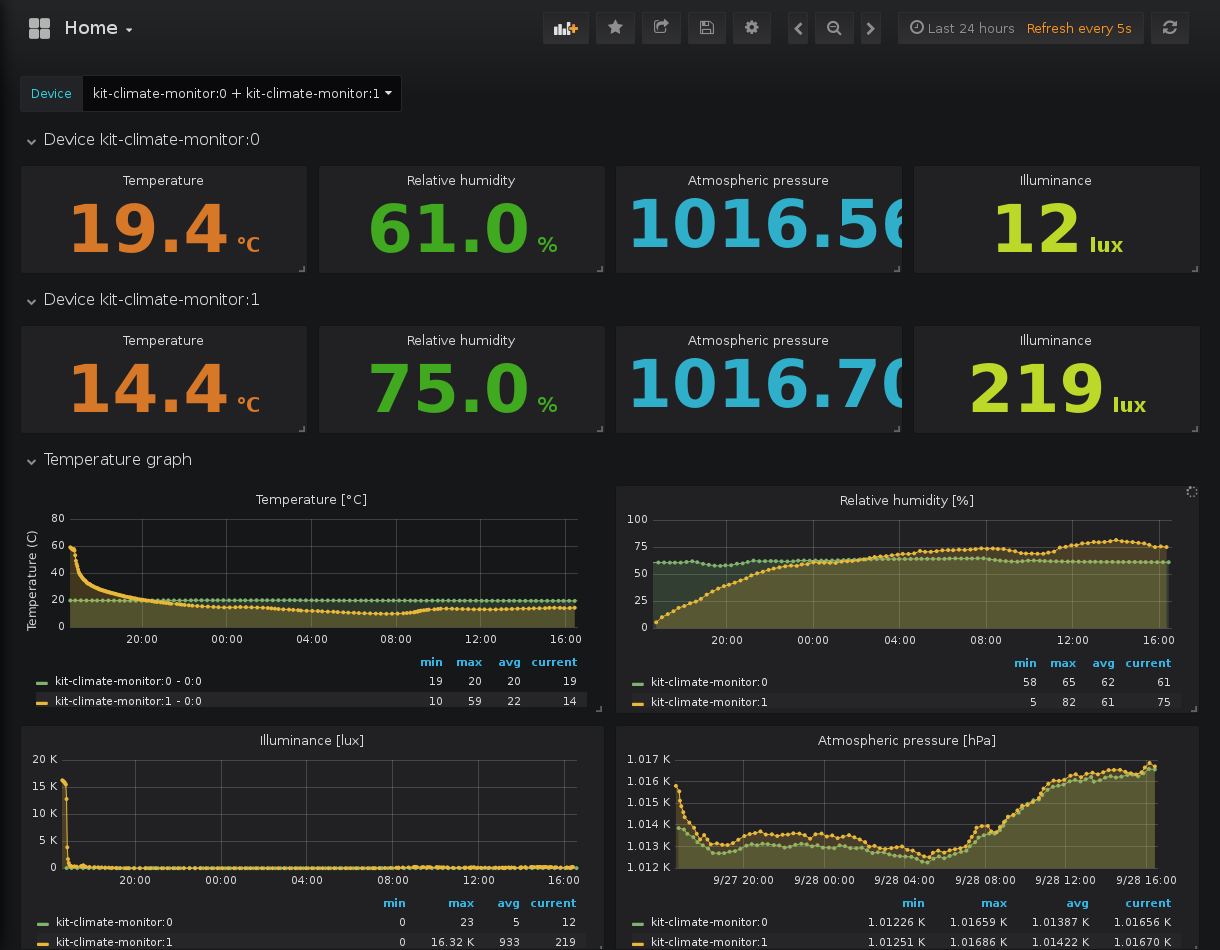 Home
Last 24 hours Refresh every 5s
Device kit-climate-monitor:0 + kit-climate-monitor:1
Device kit-climate-monitor:0
Temperature Relative humidity Atmospheric pressure Illuminance
19.4 °C 61.0 % 1016.56 12 lux
Device kit-climate-monitor:1
Temperature Relative humidity Atmospheric pressure Illuminance
14.4 °C 75.0 % 1016.70 219 lux
Temperature graph
Temperature [°C]
Temperature (C)
80
60
40
20
0
20:00 00:00 04:00 08:00 12:00 16:00
min max avg current
kit-climate-monitor:0 - 0:0 19 20 20 19
kit-climate-monitor:1 - 0:0 10 59 22 14
Relative humidity [%]
100
75
50
25
0
20:00 00:00 04:00 08:00 12:00 16:00
min max avg current
kit-climate-monitor:0 58 65 62 61
kit-climate-monitor:1 5 82 61 75
Illuminance [lux]
20 K
15 K
10 K
5 K
0
20:00 00:00 04:00 08:00 12:00 16:00
min max avg current
kit-climate-monitor:0 0 23 5 12
kit-climate-monitor:1 0 16.32 K 933 219
Atmospheric pressure [hPa]
1.017 K
1.016 K
1.015 K
1.014 K
1.013 K
1.012 K
9/27 20:00 9/28 00:00 9/28 04:00 9/28 08:00 9/28 12:00 9/28 16:00
min max avg current
kit-climate-monitor:0 1.01226 K 1.01659 K 1.01387 K 1.01656 K
kit-climate-monitor:1 1.01251 K 1.01686 K 1.01422 K 1.01670 K